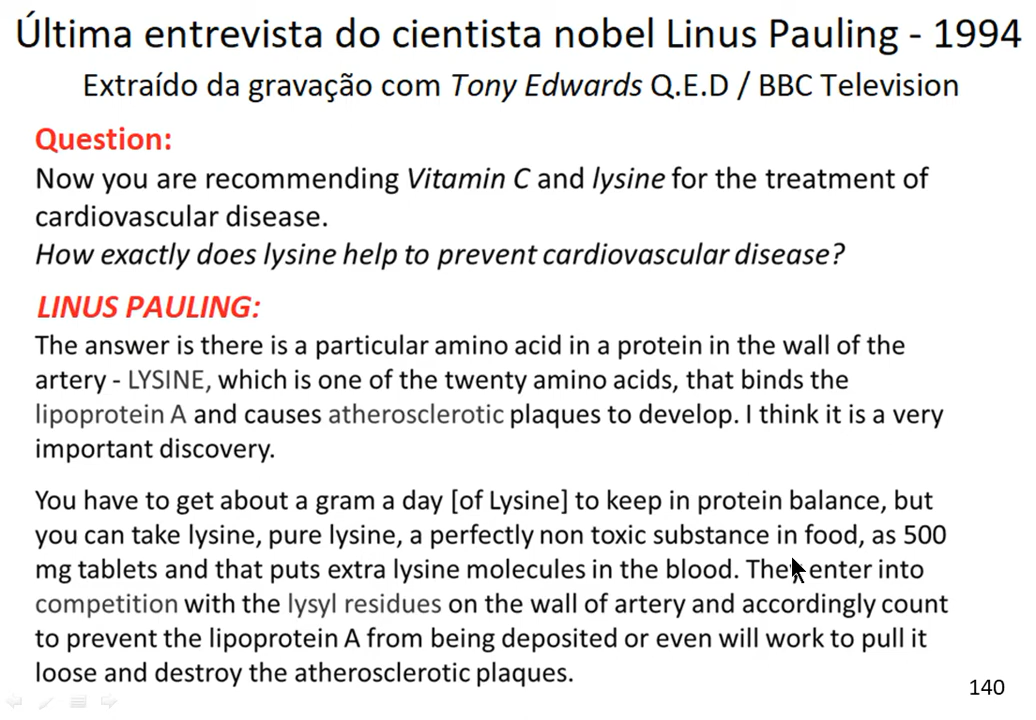 Última entrevista do cientista nobel Linus Pauling - 1994
Extraído da gravação com Tony Edwards Q.E.D / BBC Television
Question:
Now you are recommending Vitamin C and lysine for the treatment of
cardiovascular disease.
How exactly does lysine help to prevent cardiovascular disease?
LINUS PAULING:
The answer is there is a particular amino acid in a protein in the wall of the
artery - LYSINE, which is one of the twenty amino acids, that binds the
lipoprotein A and causes atherosclerotic plaques to develop. I think it is a very
important discovery.
You have to get about a gram a day [of Lysine] to keep in protein balance, but
you can take lysine, pure lysine, a perfectly non toxic substance in food, as 500
mg tablets and that puts extra lysine molecules in the blood. They enter into
competition with the lysyl residues on the wall of artery and accordingly count
to prevent the lipoprotein A from being deposited or even will work to pull it
loose and destroy the atherosclerotic plaques.
140